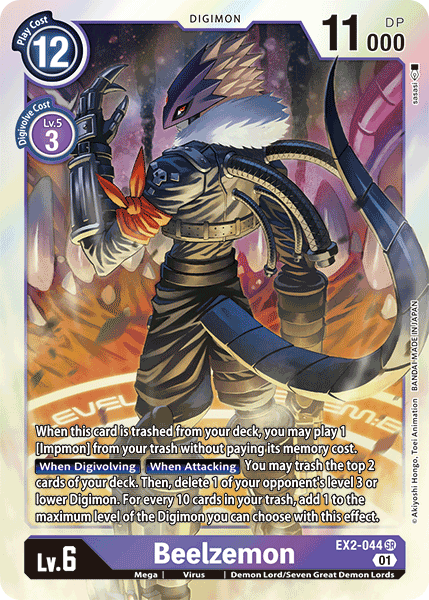 DIGIMON
Play Cost
12
DP
11000
Digivolve Cost
Lv.5
3
sasasi
© Akiyoshi Hongo, Toei Animation BANDAI·MADE IN JAPAN
EVEL
EM:E
When this card is trashed from your deck, you may play 1
[Impmon] from your trash without paying its memory cost.
When Digivolving When Attacking You may trash the top 2
cards of your deck. Then, delete 1 of your opponent's level 3 or
lower Digimon. For every 10 cards in your trash, add 1 to the
maximum level of the Digimon you can choose with this effect.
EX2-044 SR
Lv.6
Beelzemon
01
Mega | Virus | Demon Lord/Seven Great Demon Lords